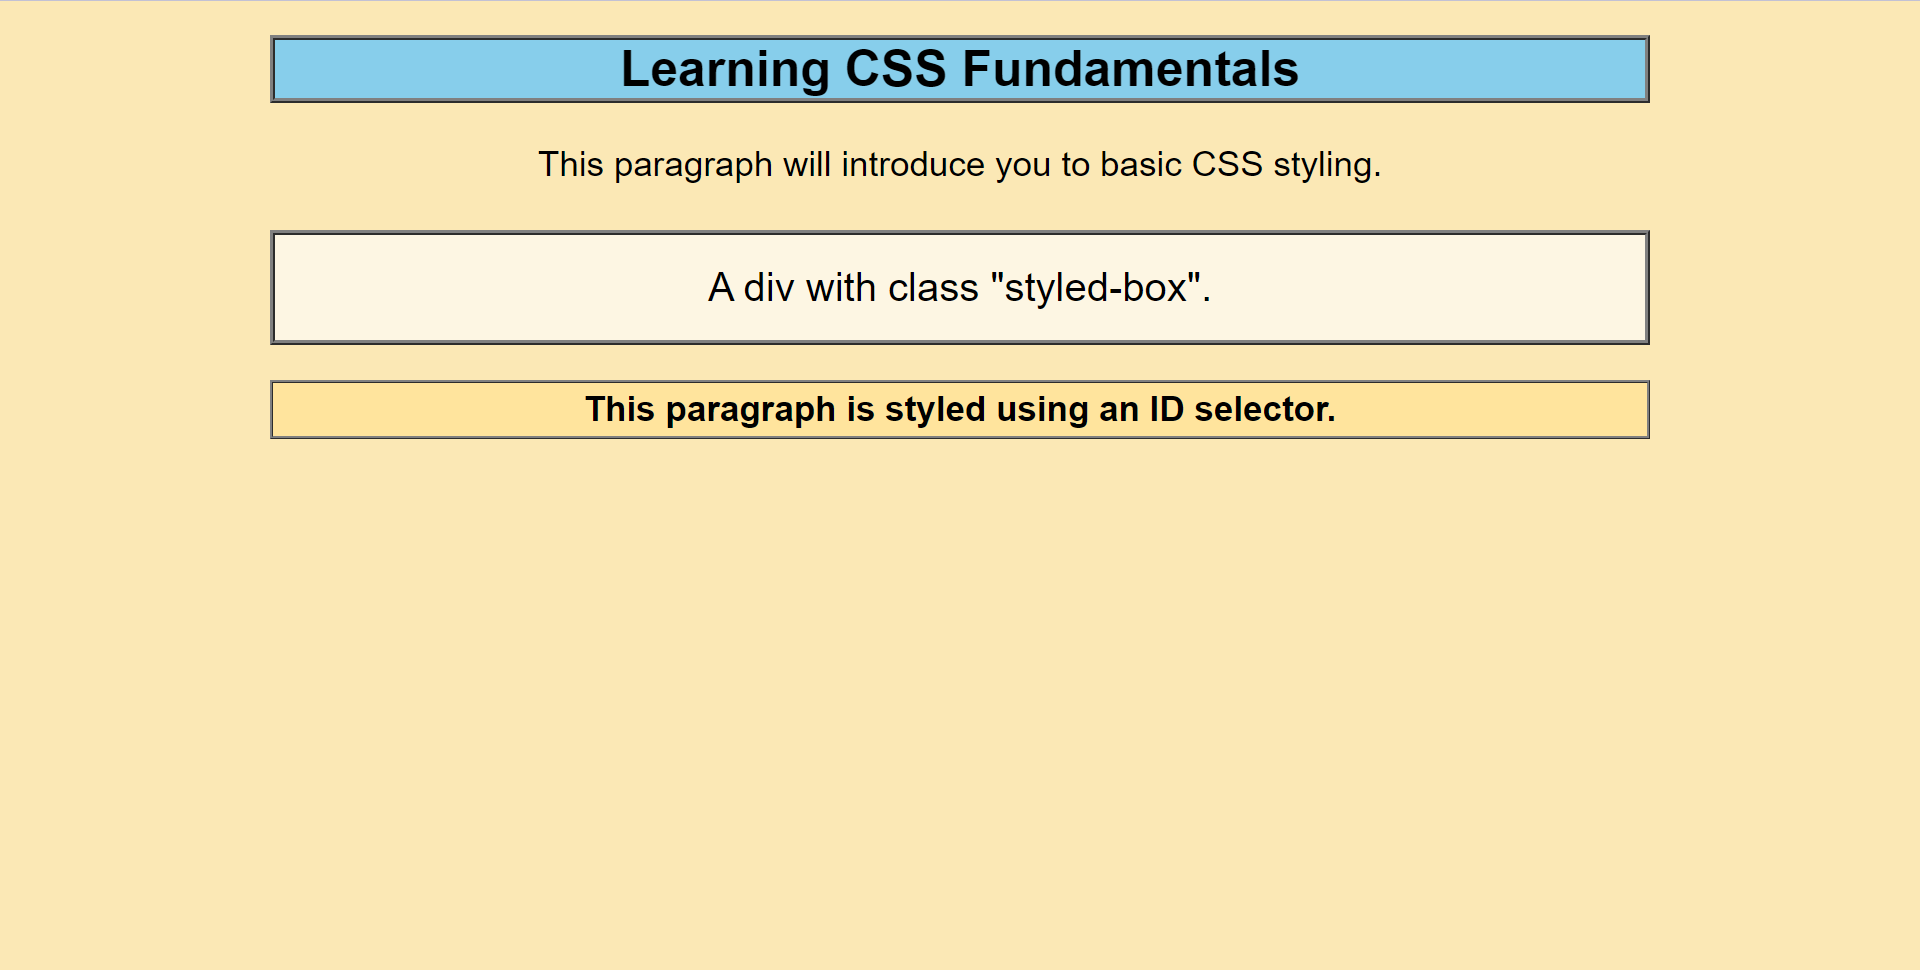 Learning CSS Fundamentals
This paragraph will introduce you to basic CSS styling.
A div with class "styled-box".
This paragraph is styled using an ID selector.